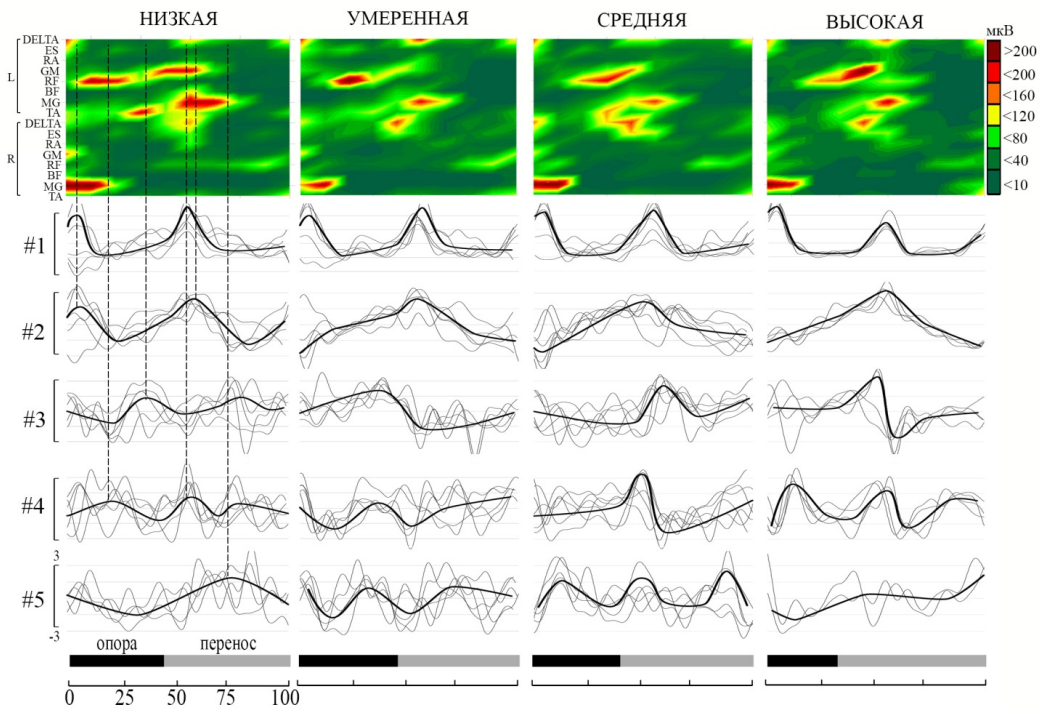 НИЗКАЯ УМЕРЕННАЯ СРЕДНЯЯ ВЫСОКАЯ
мкВ
L
DELTA
ES
RA
GM
RF
BF
MG
TA
R
DELTA
ES
RA
GM
RF
BF
MG
TA
>200
<200
<160
<120
<80
<40
<10
#1
#2
#3
#4
#5
3
-3
опора перенос
0 25 50 75 100